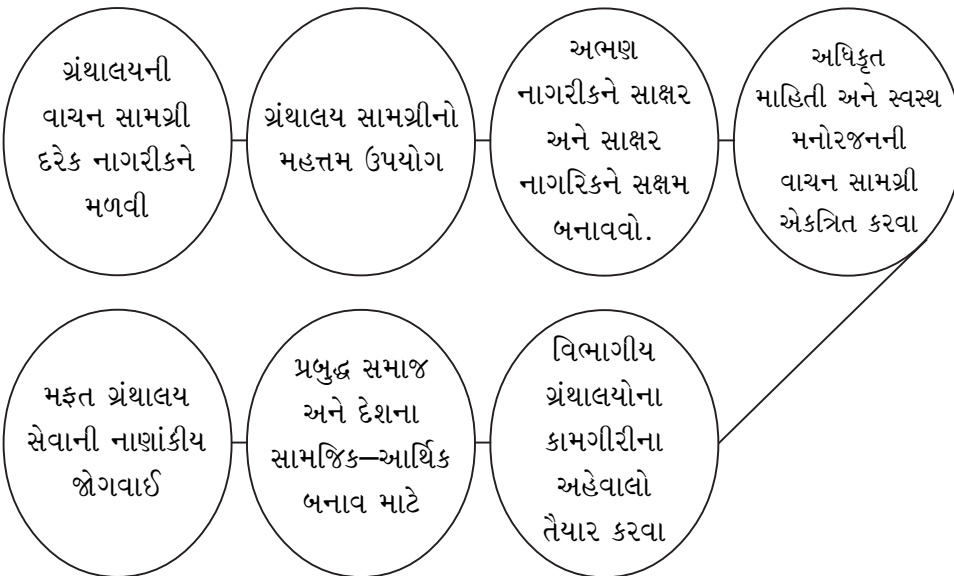 ગ્રંથાલયની
વાચન સામગ્રી
દરેક નાગરીકને
મળવી
ગ્રંથાલય સામગ્રીનો
મહત્તમ ઉપયોગ
અભણ
નાગરીકને સાક્ષર
અને સાક્ષર
નાગરિકને સક્ષમ
બનાવવો.
અધિકૃત
માહિતી અને સ્વસ્થ
મનોરજનની
વાચન સામગ્રી
એકત્રિત કરવા
મફત ગ્રંથાલય
સેવાની નાણાંકીય
જોગવાઈ
પ્રબુદ્ધ સમાજ
અને દેશના
સામજિક–આર્થિક
બનાવ માટે
વિભાગીય
ગ્રંથાલયોના
કામગીરીના
અહેવાલો
તૈયાર કરવા